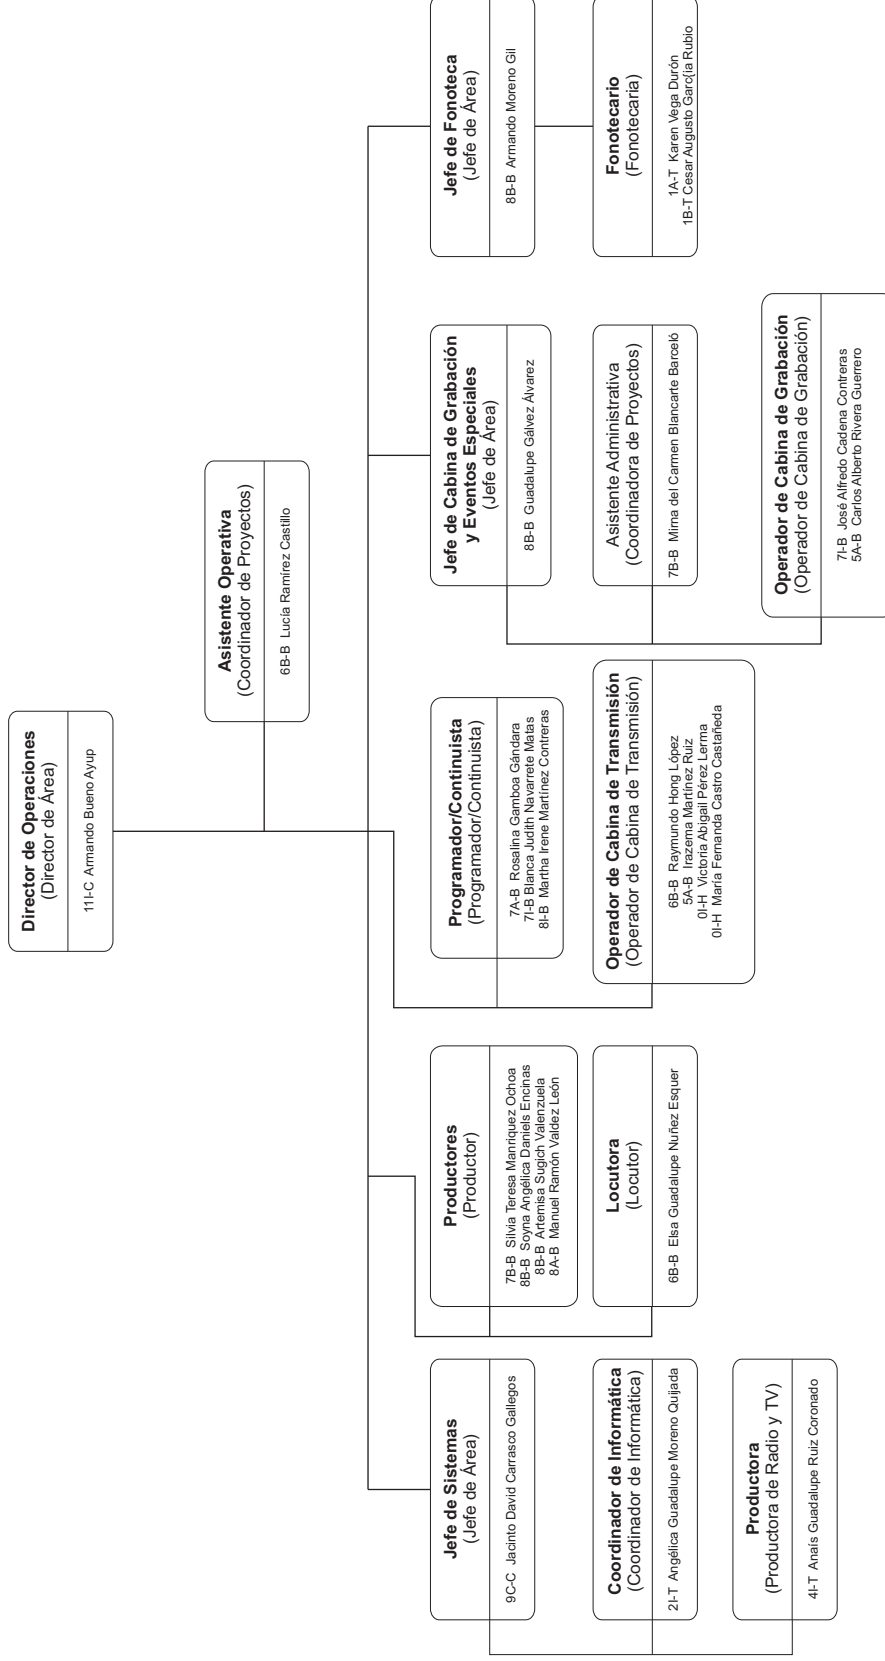 Director de Operaciones
(Director de Área)
11I-C Armando Bueno Ayup
Asistente Operativa
(Coordinador de Proyectos)
6B-B Lucía Ramírez Castillo
Jefe de Sistemas
(Jefe de Área)
9C-C Jacinto David Carrasco Gallegos
Coordinador de Informática
(Coordinador de Informática)
2I-T Angélica Guadalupe Moreno Quijada
Productora
(Productora de Radio y TV)
4I-T Anaís Guadalupe Ruiz Coronado
Productores
(Productor)
7B-B Silvia Teresa Manríquez Ochoa
8B-B Soyna Angélica Daniels Encinas
8B-B Artemisa Sugich Valenzuela
8A-B Manuel Ramón Valdez León
Locutora
(Locutor)
6B-B Elsa Guadalupe Nuñez Esquer
Programador/Continuista
(Programador/Continuista)
7A-B Rosalina Gamboa Gándara
7I-B Blanca Judith Navarrete Matas
8I-B Martha Irene Martínez Contreras
Operador de Cabina de Transmisión
(Operador de Cabina de Transmisión)
6B-B Raymundo Hong López
5A-B Irazema Martínez Ruiz
0I-H Victoria Abigail Pérez Lerma
0I-H María Fernanda Castro Castañeda
Jefe de Cabina de Grabación
y Eventos Especiales
(Jefe de Área)
8B-B Guadalupe Gálvez Álvarez
Asistente Administrativa
(Coordinadora de Proyectos)
7B-B Mirna del Carmen Blancarte Barceló
Operador de Cabina de Grabación
(Operador de Cabina de Grabación)
7I-B José Alfredo Cadena Contreras
5A-B Carlos Alberto Rivera Guerrero
Jefe de Fonoteca
(Jefe de Área)
8B-B Armando Moreno Gil
Fonotecario
(Fonotecaria)
1A-T Karen Vega Durón
1B-T Cesar Augusto Garc{ia Rubio